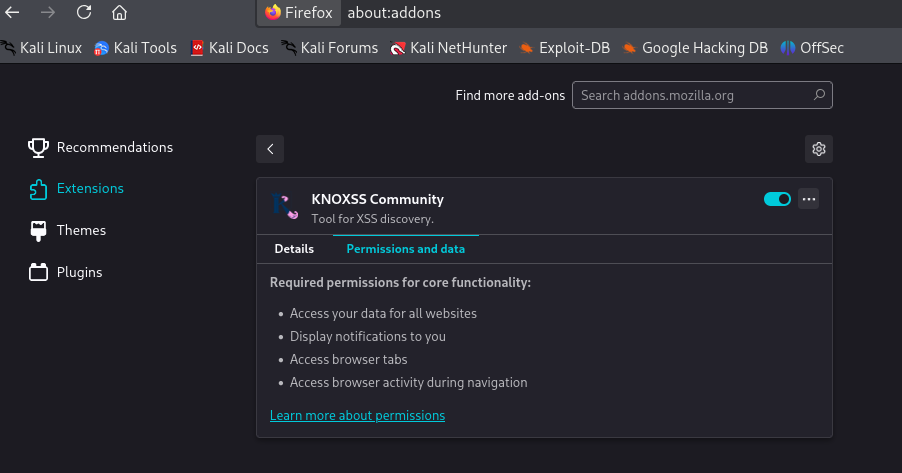 Firefox about:addons
Kali Linux Kali Tools Kali Docs Kali Forums Kali NetHunter Exploit-DB Google Hacking DB OffSec
Find more add-ons Search addons.mozilla.org
Recommendations
Extensions
Themes
Plugins
KNOXSS Community
Tool for XSS discovery.
Details Permissions and data
Required permissions for core functionality:
• Access your data for all websites
• Display notifications to you
• Access browser tabs
• Access browser activity during navigation
Learn more about permissions